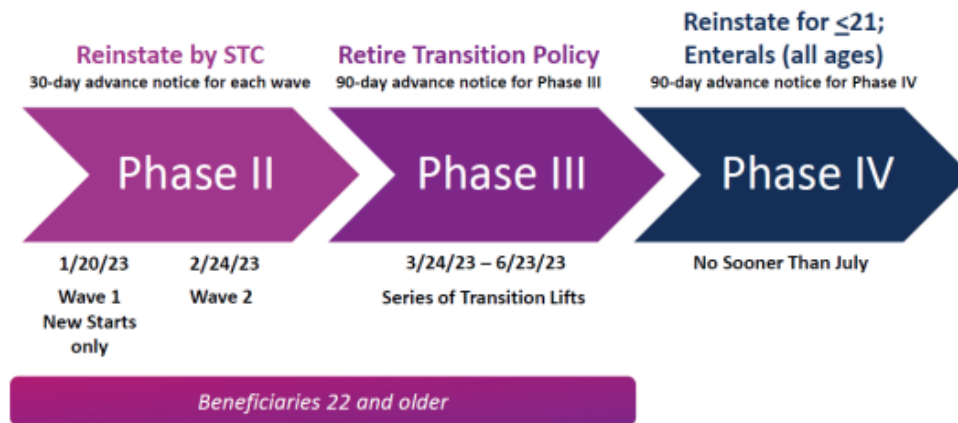 Reinstate by STC
30-day advance notice for each wave
Retire Transition Policy
90-day advance notice for Phase III
Reinstate for ≤21;
Enterals (all ages)
90-day advance notice for Phase IV
Phase II
Phase III
Phase IV
1/20/23
Wave 1
New Starts
only
2/24/23
Wave 2
3/24/23 – 6/23/23
Series of Transition Lifts
No Sooner Than July
Beneficiaries 22 and older